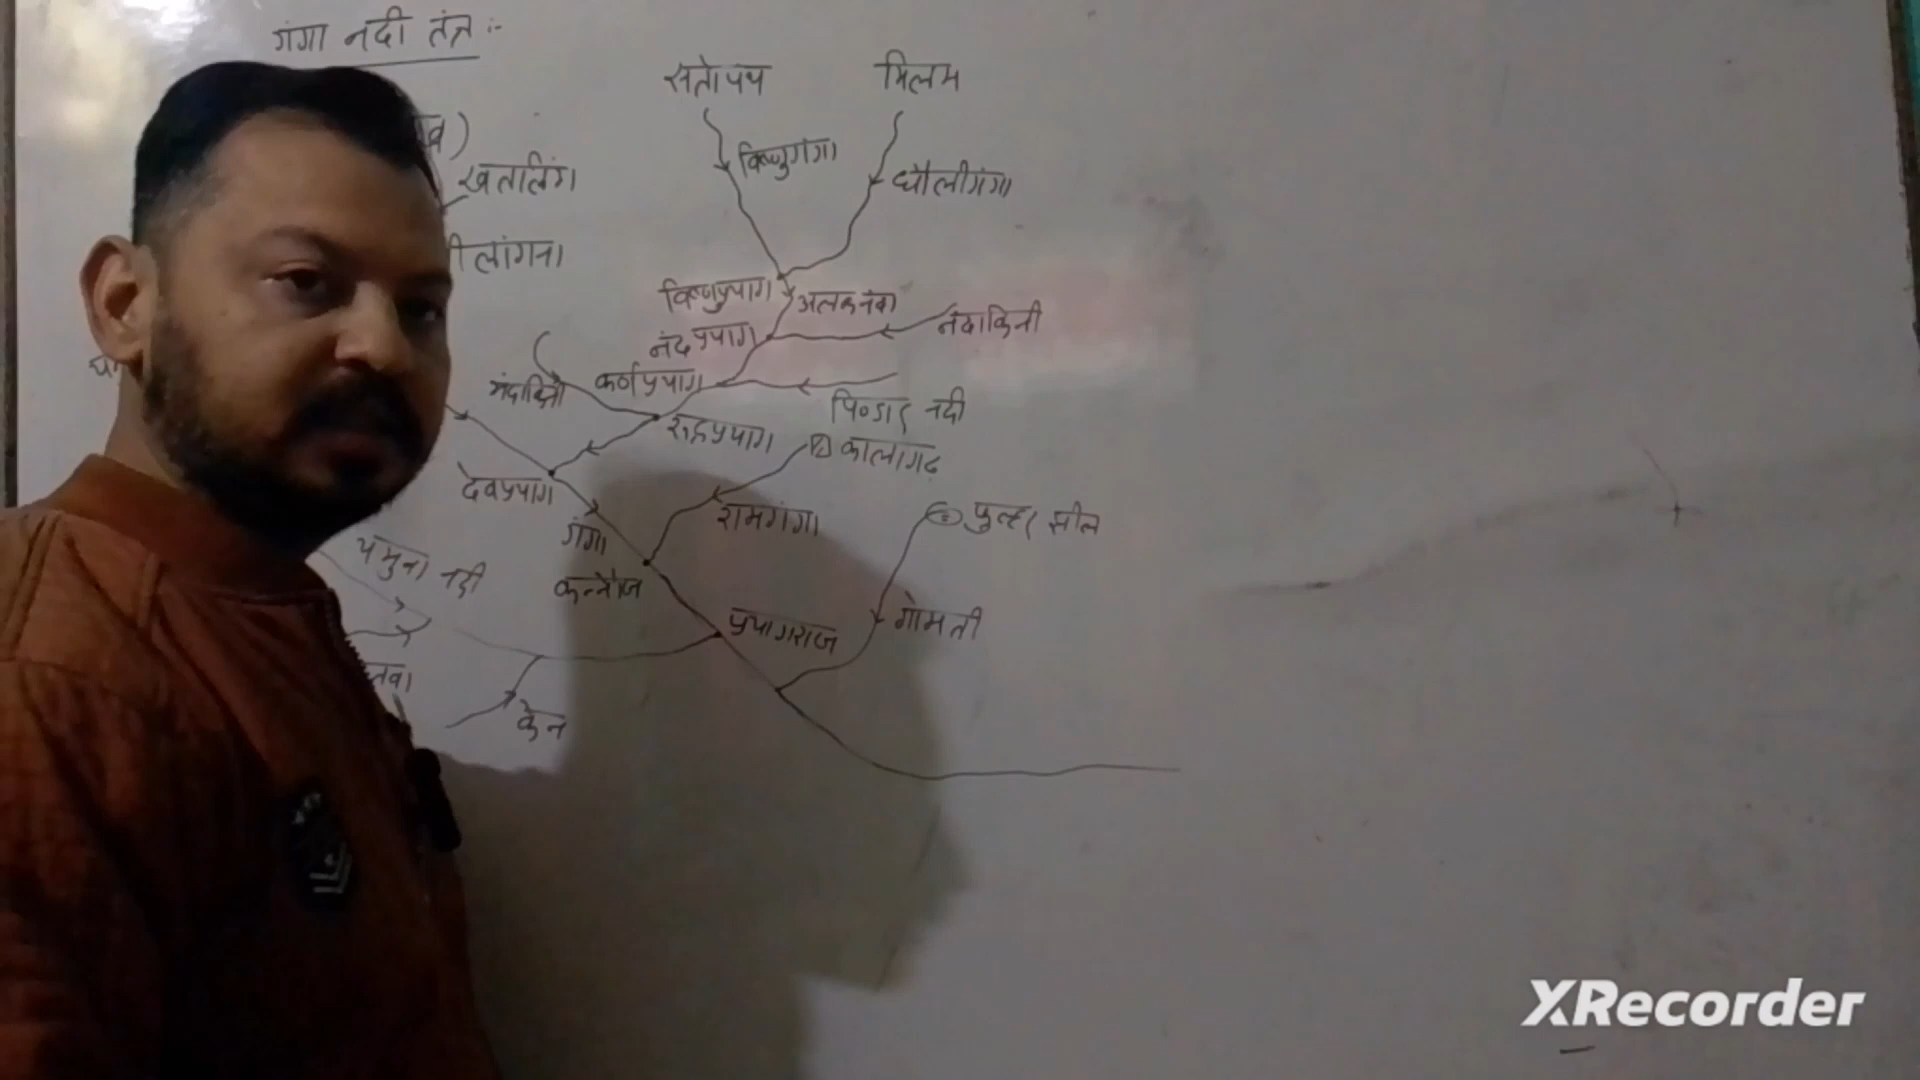 गंगा नदी तंत्र :-
सतोपथ
मिलम
विष्णुगंगा
धौलीगंगा
खतलिंग
विष्णुप्रयाग
अलकनंदा
नंदाकिनी
नंदप्रयाग
कर्णप्रयाग
मंदाकिनी
पिण्डार नदी
रूद्रप्रयाग
कालागढ़
देवप्रयाग
रामगंगा
फुल्हर झील
गंगा
यमुना नदी
कन्नौज
प्रयागराज
गोमती
केन
XRecorder